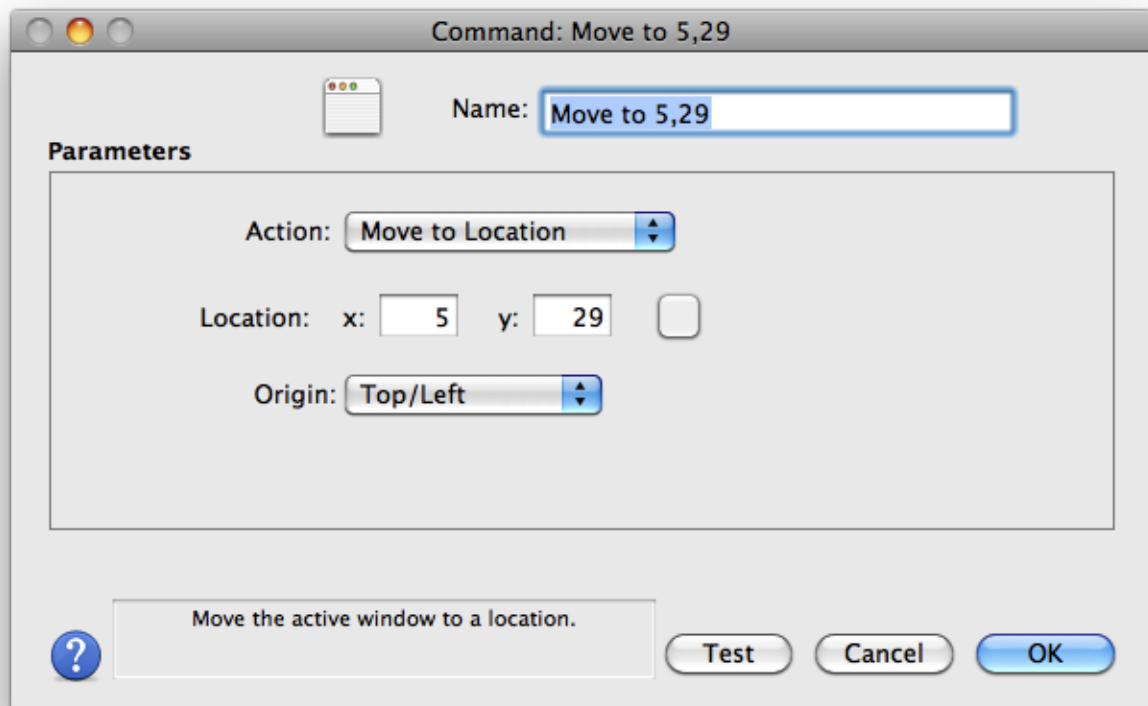 Command: Move to 5,29
Name: Move to 5,29
Parameters
Action: Move to Location
Location: x: 5 y: 29
Origin: Top/Left
Move the active window to a location.
? Test Cancel OK